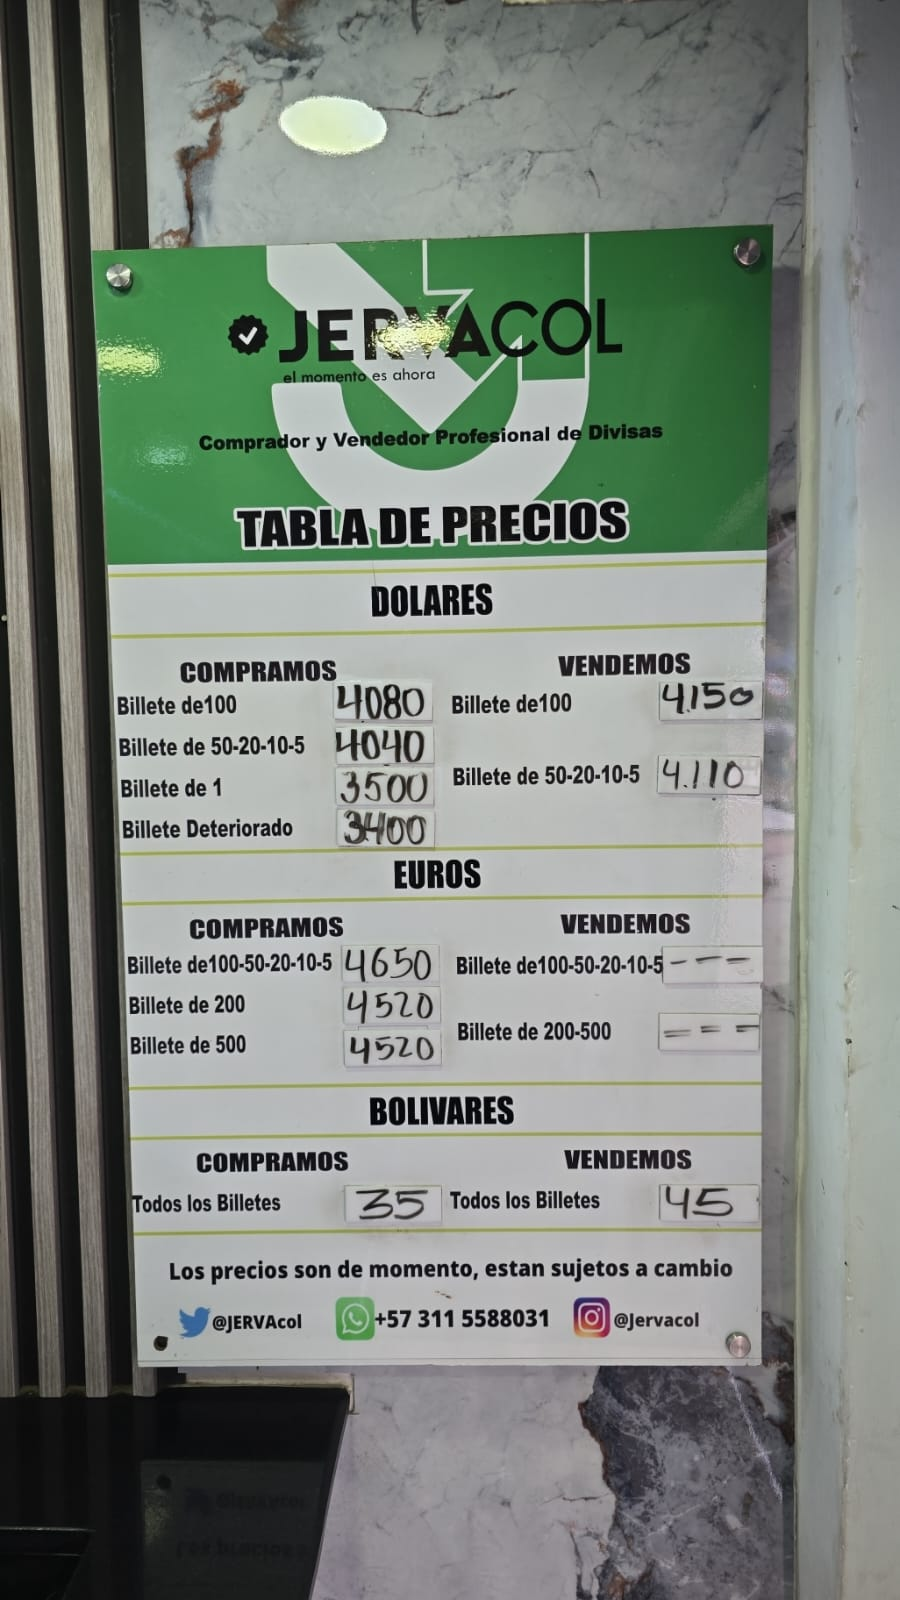 JERVACOL
el momento es ahora
Comprador y Vendedor Profesional de Divisas
TABLA DE PRECIOS
DOLARES
COMPRAMOS VENDEMOS
Billete de100 4080 Billete de100 4.150
Billete de 50-20-10-5 4040 Billete de 50-20-10-5 4.110
Billete de 1 3500
Billete Deteriorado 3400
EUROS
COMPRAMOS VENDEMOS
Billete de100-50-20-10-5 4650 Billete de100-50-20-10-5 - - -
Billete de 200 4520 Billete de 200-500 = = =
Billete de 500 4520
BOLIVARES
COMPRAMOS VENDEMOS
Todos los Billetes 35 Todos los Billetes 45
Los precios son de momento, estan sujetos a cambio
@JERVAcol +57 311 5588031 @Jervacol